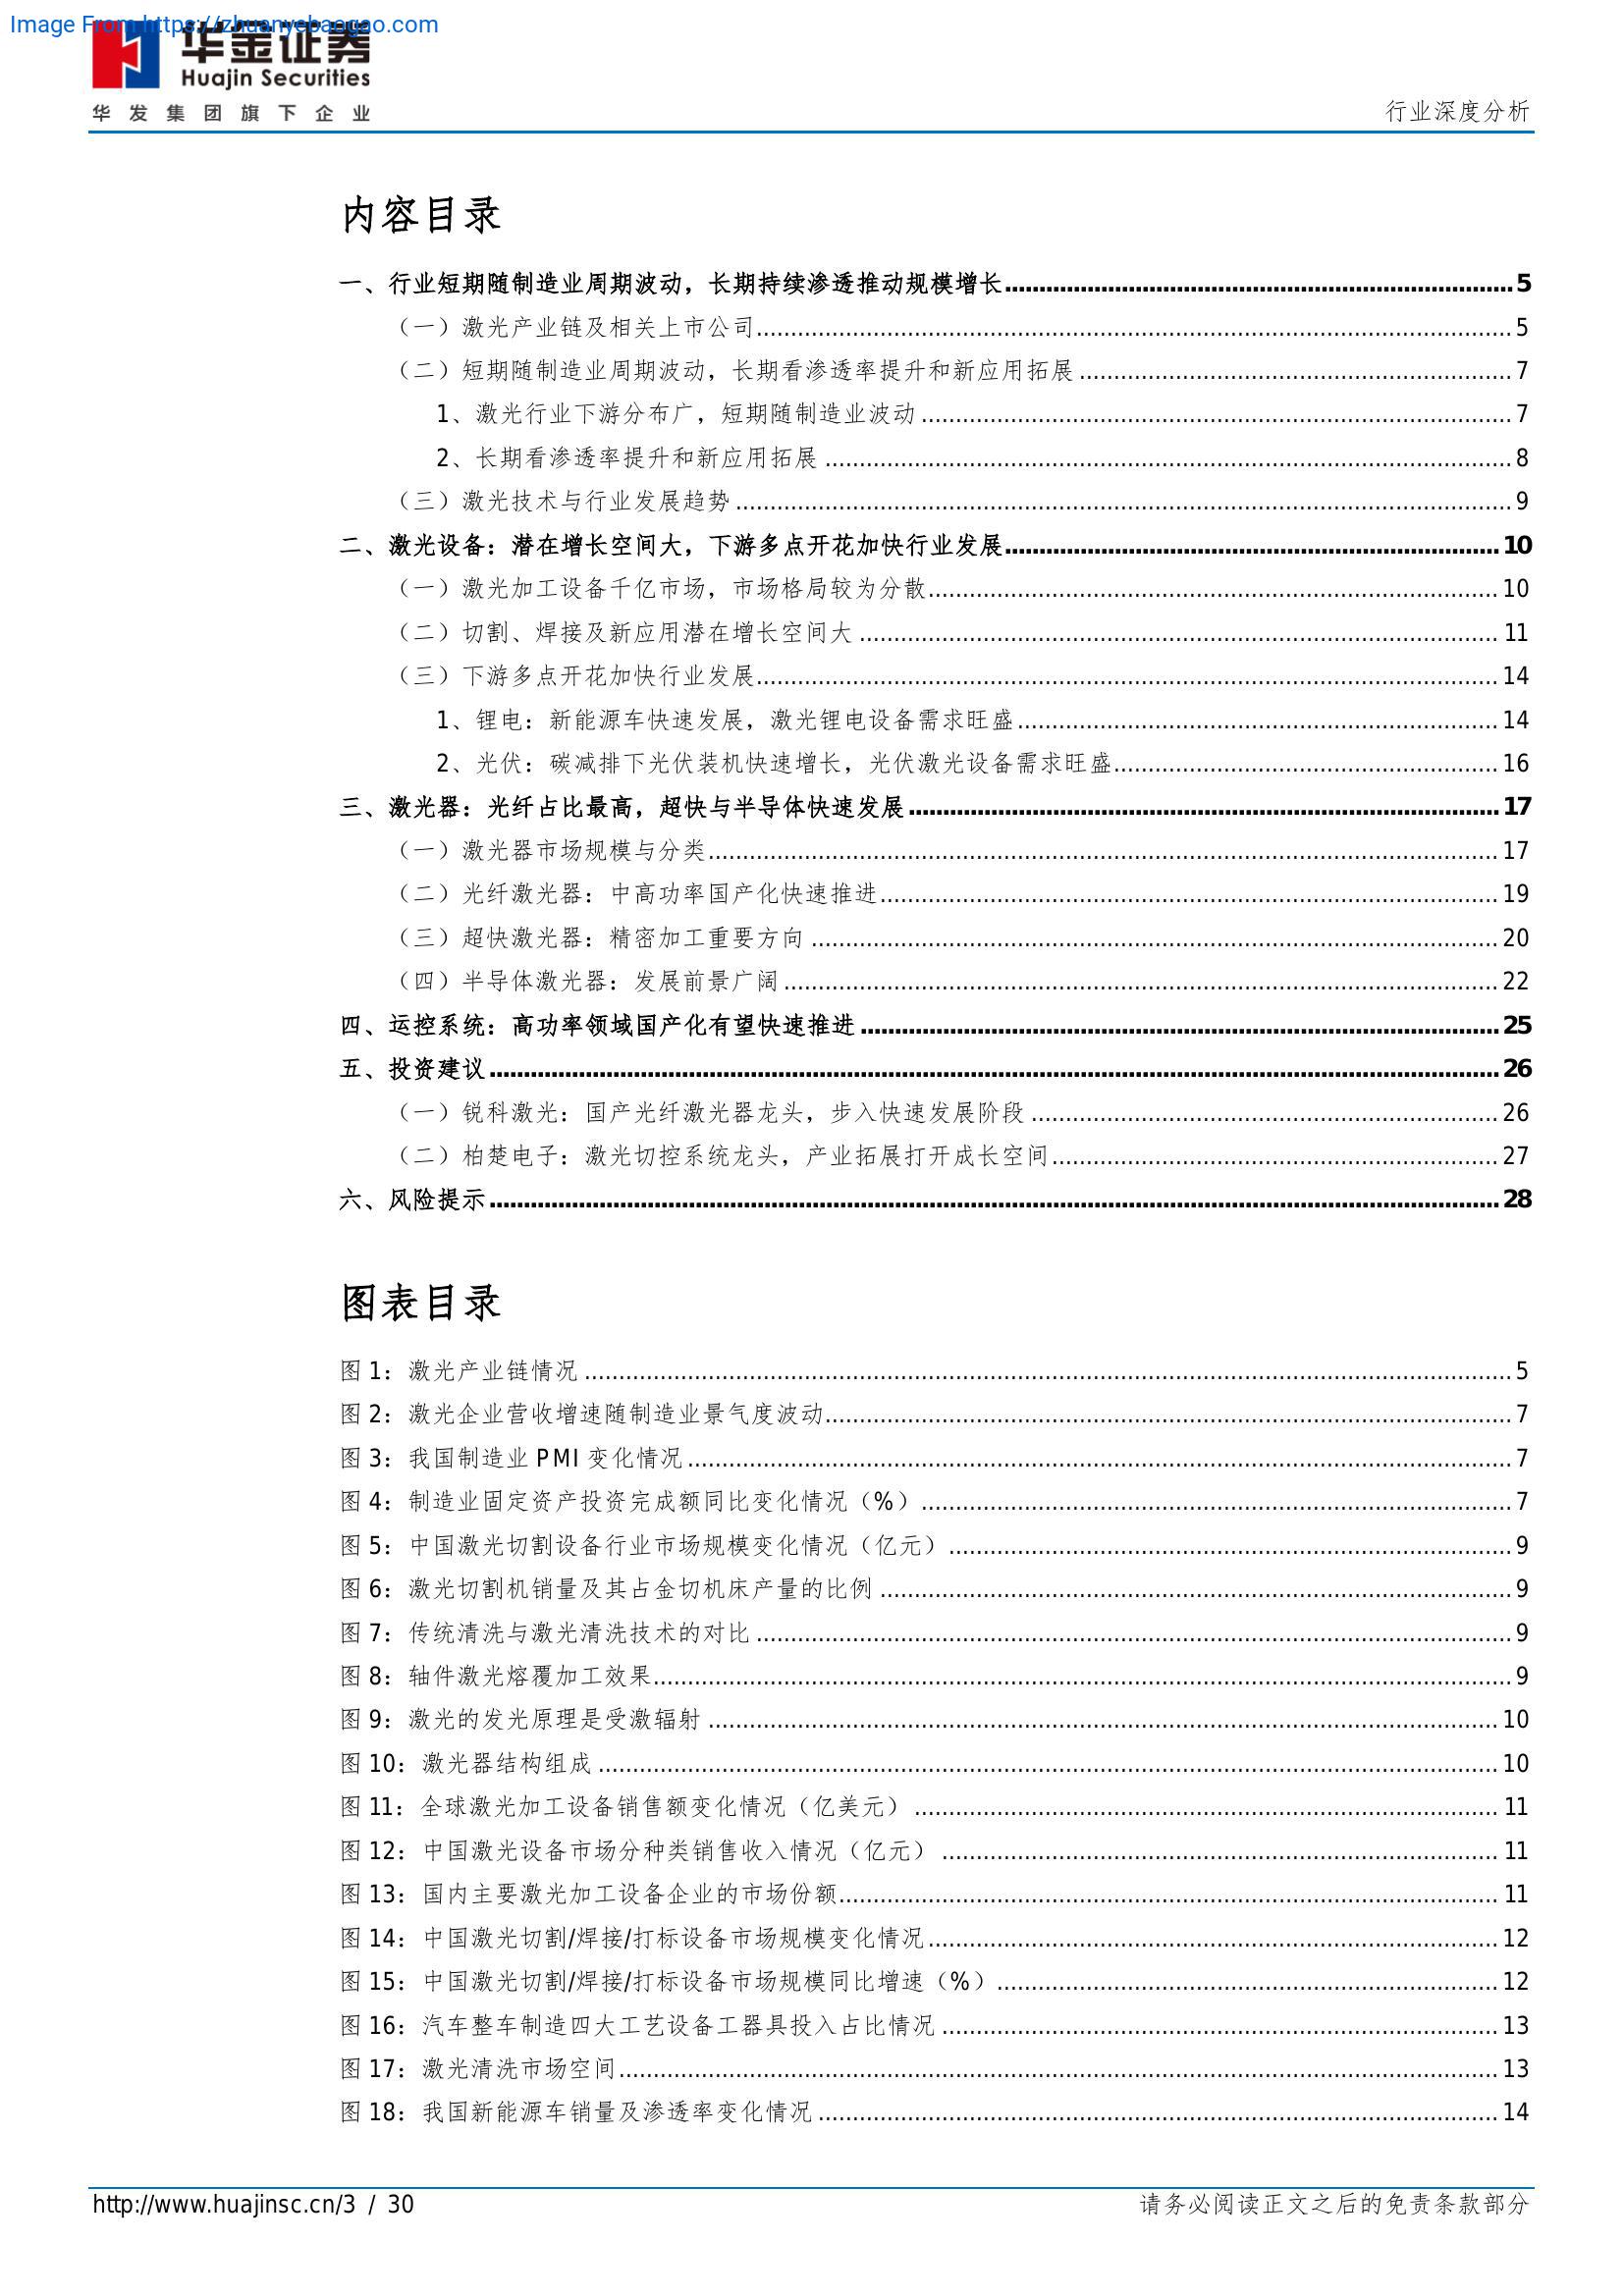 Image From https://zhuanyebaogao.com
华金证券
Huajin Securities
华发集团旗下企业
行业深度分析
内容目录
一、行业短期随制造业周期波动，长期持续渗透推动规模增长 5
（一）激光产业链及相关上市公司 5
（二）短期随制造业周期波动，长期看渗透率提升和新应用拓展 7
1、激光行业下游分布广，短期随制造业波动 7
2、长期看渗透率提升和新应用拓展 8
（三）激光技术与行业发展趋势 9
二、激光设备：潜在增长空间大，下游多点开花加快行业发展 10
（一）激光加工设备千亿市场，市场格局较为分散 10
（二）切割、焊接及新应用潜在增长空间大 11
（三）下游多点开花加快行业发展 14
1、锂电：新能源车快速发展，激光锂电设备需求旺盛 14
2、光伏：碳减排下光伏装机快速增长，光伏激光设备需求旺盛 16
三、激光器：光纤占比最高，超快与半导体快速发展 17
（一）激光器市场规模与分类 17
（二）光纤激光器：中高功率国产化快速推进 19
（三）超快激光器：精密加工重要方向 20
（四）半导体激光器：发展前景广阔 22
四、运控系统：高功率领域国产化有望快速推进 25
五、投资建议 26
（一）锐科激光：国产光纤激光器龙头，步入快速发展阶段 26
（二）柏楚电子：激光切控系统龙头，产业拓展打开成长空间 27
六、风险提示 28
图表目录
图 1：激光产业链情况 5
图 2：激光企业营收增速随制造业景气度波动 7
图 3：我国制造业 PMI 变化情况 7
图 4：制造业固定资产投资完成额同比变化情况（%） 7
图 5：中国激光切割设备行业市场规模变化情况（亿元） 9
图 6：激光切割机销量及其占金切机床产量的比例 9
图 7：传统清洗与激光清洗技术的对比 9
图 8：轴件激光熔覆加工效果 9
图 9：激光的发光原理是受激辐射 10
图 10：激光器结构组成 10
图 11：全球激光加工设备销售额变化情况（亿美元） 11
图 12：中国激光设备市场分种类销售收入情况（亿元） 11
图 13：国内主要激光加工设备企业的市场份额 11
图 14：中国激光切割/焊接/打标设备市场规模变化情况 12
图 15：中国激光切割/焊接/打标设备市场规模同比增速（%） 12
图 16：汽车整车制造四大工艺设备工器具投入占比情况 13
图 17：激光清洗市场空间 13
图 18：我国新能源车销量及渗透率变化情况 14
http://www.huajinsc.cn/3 / 30
请务必阅读正文之后的免责条款部分